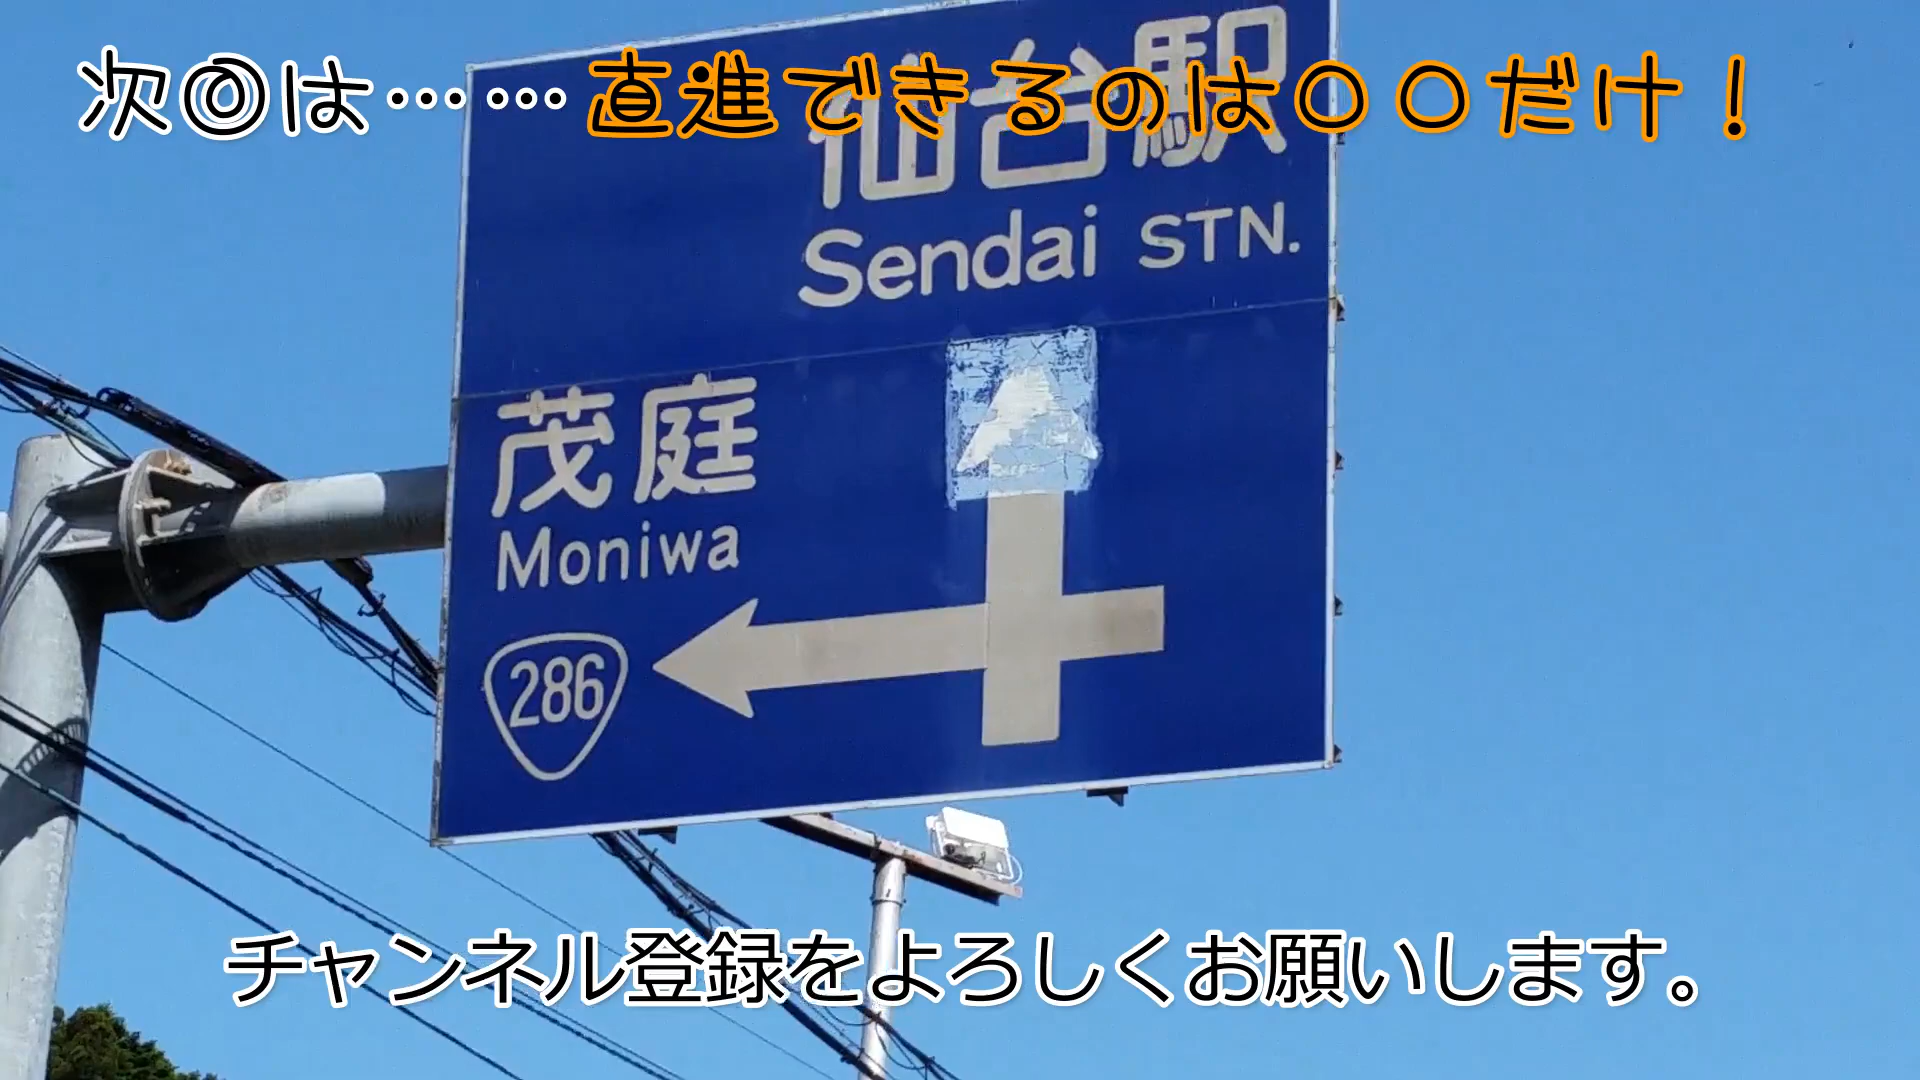 次◎は……直進できるのは○○だけ！
仙台駅
Sendai STN.
茂庭
Moniwa
286
チャンネル登録をよろしくお願いします。